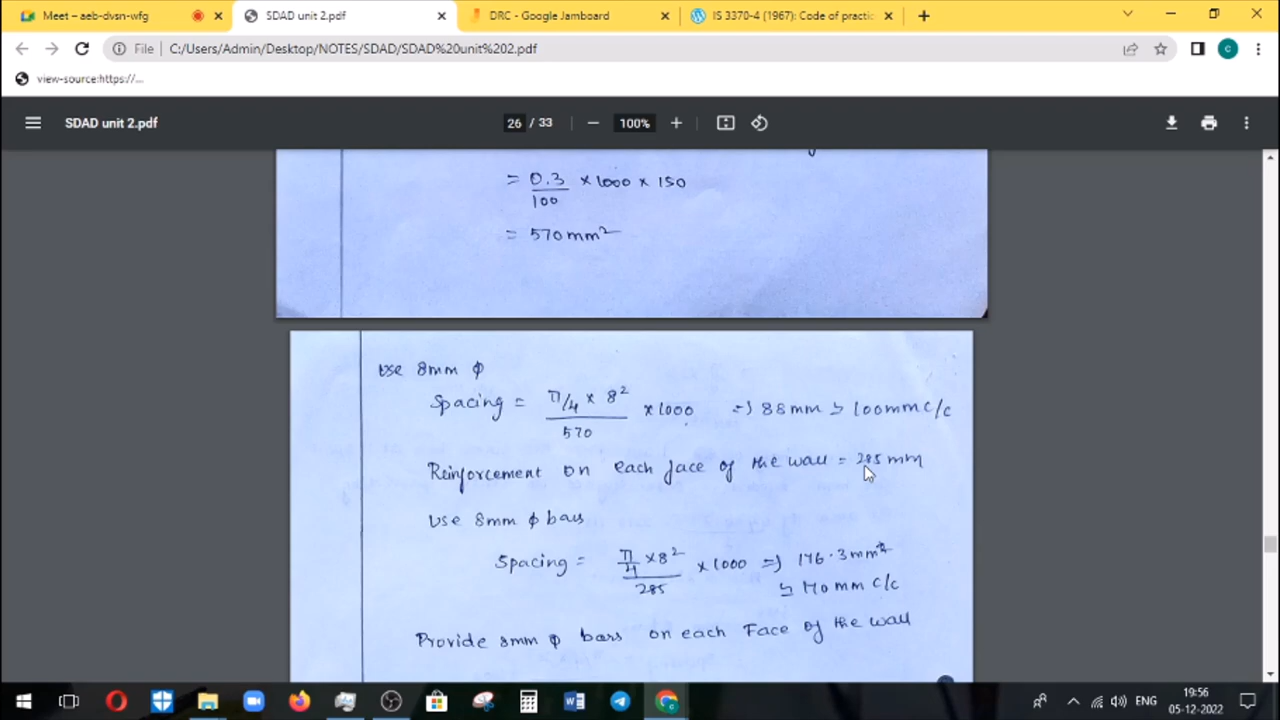 Meet – aeb-dvsn-wfg
SDAD unit 2.pdf
DRC - Google Jamboard
IS 3370-4 (1967): Code of practic
File C:/Users/Admin/Desktop/NOTES/SDAD/SDAD%20unit%202.pdf
view-source:https://...
SDAD unit 2.pdf
26 / 33
100%
= 0.3/100 × 1000 × 150
= 570 mm²
Use 8mm ϕ
Spacing = π/4 × 8² / 570 × 1000 => 88mm ≥ 100mm c/c
Reinforcement on each face of the wall = 285 mm
Use 8mm ϕ bars
Spacing = π/4 × 8² / 285 × 1000 => 176.3mm
170 mm c/c
Provide 8mm ϕ bars on each Face of the wall
ENG
19:56
05-12-2022